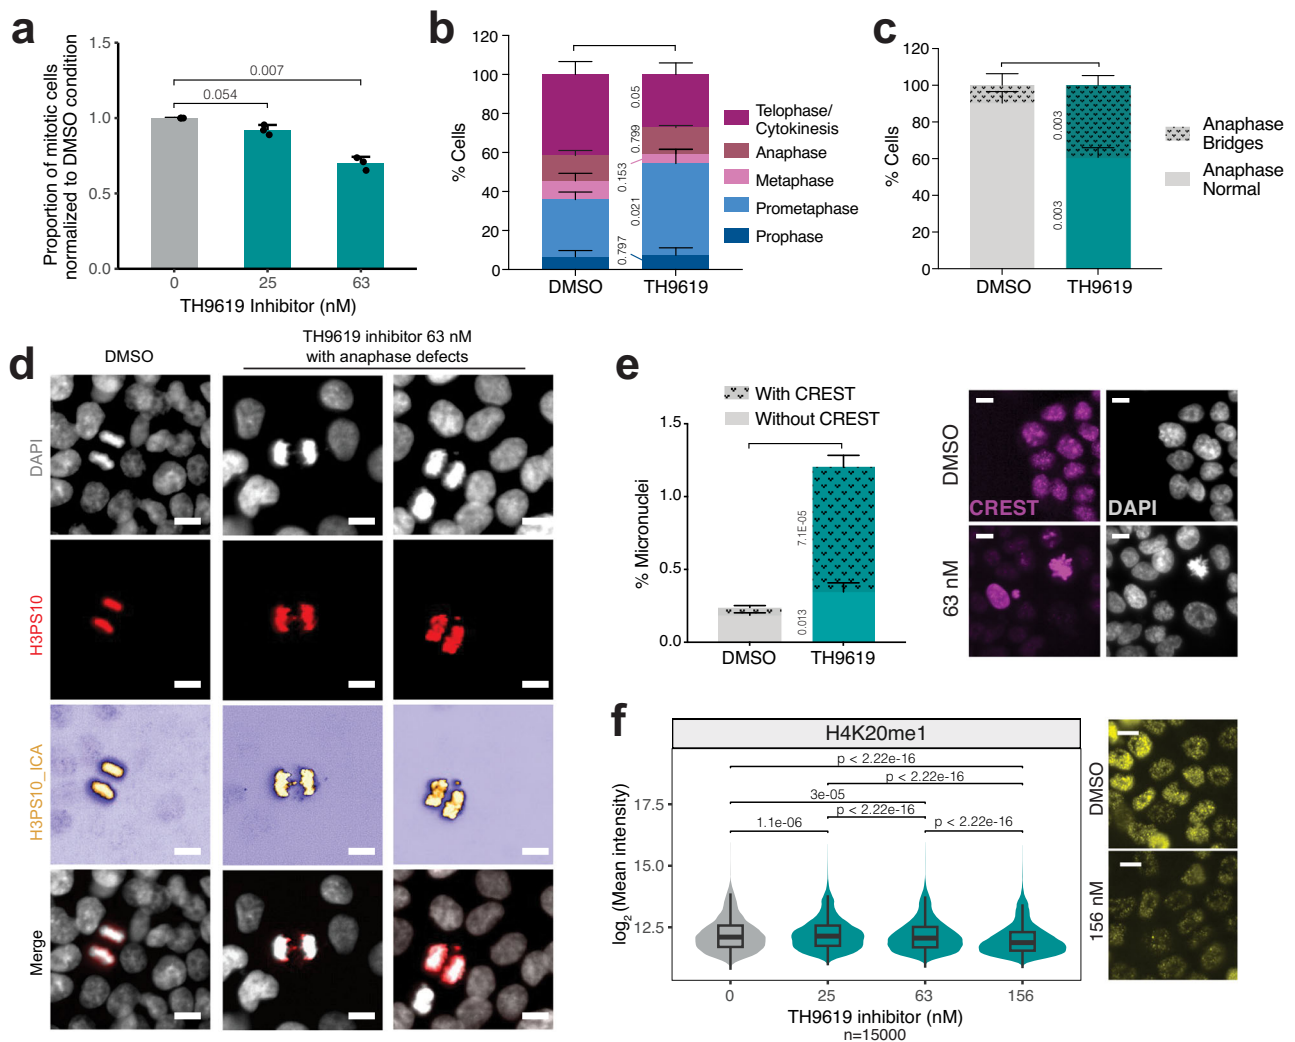 a
Proportion of mitotic cells
normalized to DMSO condition
1.5
1.0
0.5
0.0
0.007
0.054
0
25
63
TH9619 Inhibitor (nM)
b
% Cells
120
100
80
60
40
20
0
0.05
0.799
0.153
0.021
0.797
DMSO
TH9619
Telophase/
Cytokinesis
Anaphase
Metaphase
Prometaphase
Prophase
c
% Cells
120
100
80
60
40
20
0
0.003
0.003
DMSO
TH9619
Anaphase
Bridges
Anaphase
Normal
d
DMSO
TH9619 inhibitor 63 nM
with anaphase defects
DAPI
H3PS10
H3PS10_ICA
Merge
e
With CREST
Without CREST
% Micronuclei
1.5
1.0
0.5
0.0
7.1E-05
0.013
DMSO
TH9619
DMSO
63 nM
CREST
DAPI
f
H4K20me1
log2 (Mean intensity)
17.5
15.0
12.5
p < 2.22e-16
p < 2.22e-16
3e-05
p < 2.22e-16
1.1e-06
p < 2.22e-16
0
25
63
156
TH9619 inhibitor (nM)
n=15000
DMSO
156 nM